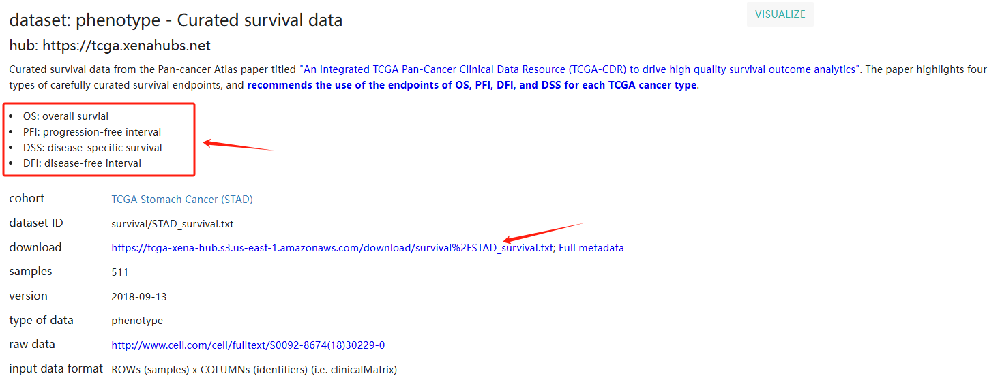 dataset: phenotype - Curated survival data
VISUALIZE
hub: https://tcga.xenahubs.net
Curated survival data from the Pan-cancer Atlas paper titled "An Integrated TCGA Pan-Cancer Clinical Data Resource (TCGA-CDR) to drive high quality survival outcome analytics". The paper highlights four
types of carefully curated survival endpoints, and recommends the use of the endpoints of OS, PFI, DFI, and DSS for each TCGA cancer type.
• OS: overall survial
• PFI: progression-free interval
• DSS: disease-specific survival
• DFI: disease-free interval
cohort TCGA Stomach Cancer (STAD)
dataset ID survival/STAD_survival.txt
download https://tcga-xena-hub.s3.us-east-1.amazonaws.com/download/survival%2FSTAD_survival.txt; Full metadata
samples 511
version 2018-09-13
type of data phenotype
raw data http://www.cell.com/cell/fulltext/S0092-8674(18)30229-0
input data format ROWs (samples) x COLUMNs (identifiers) (i.e. clinicalMatrix)